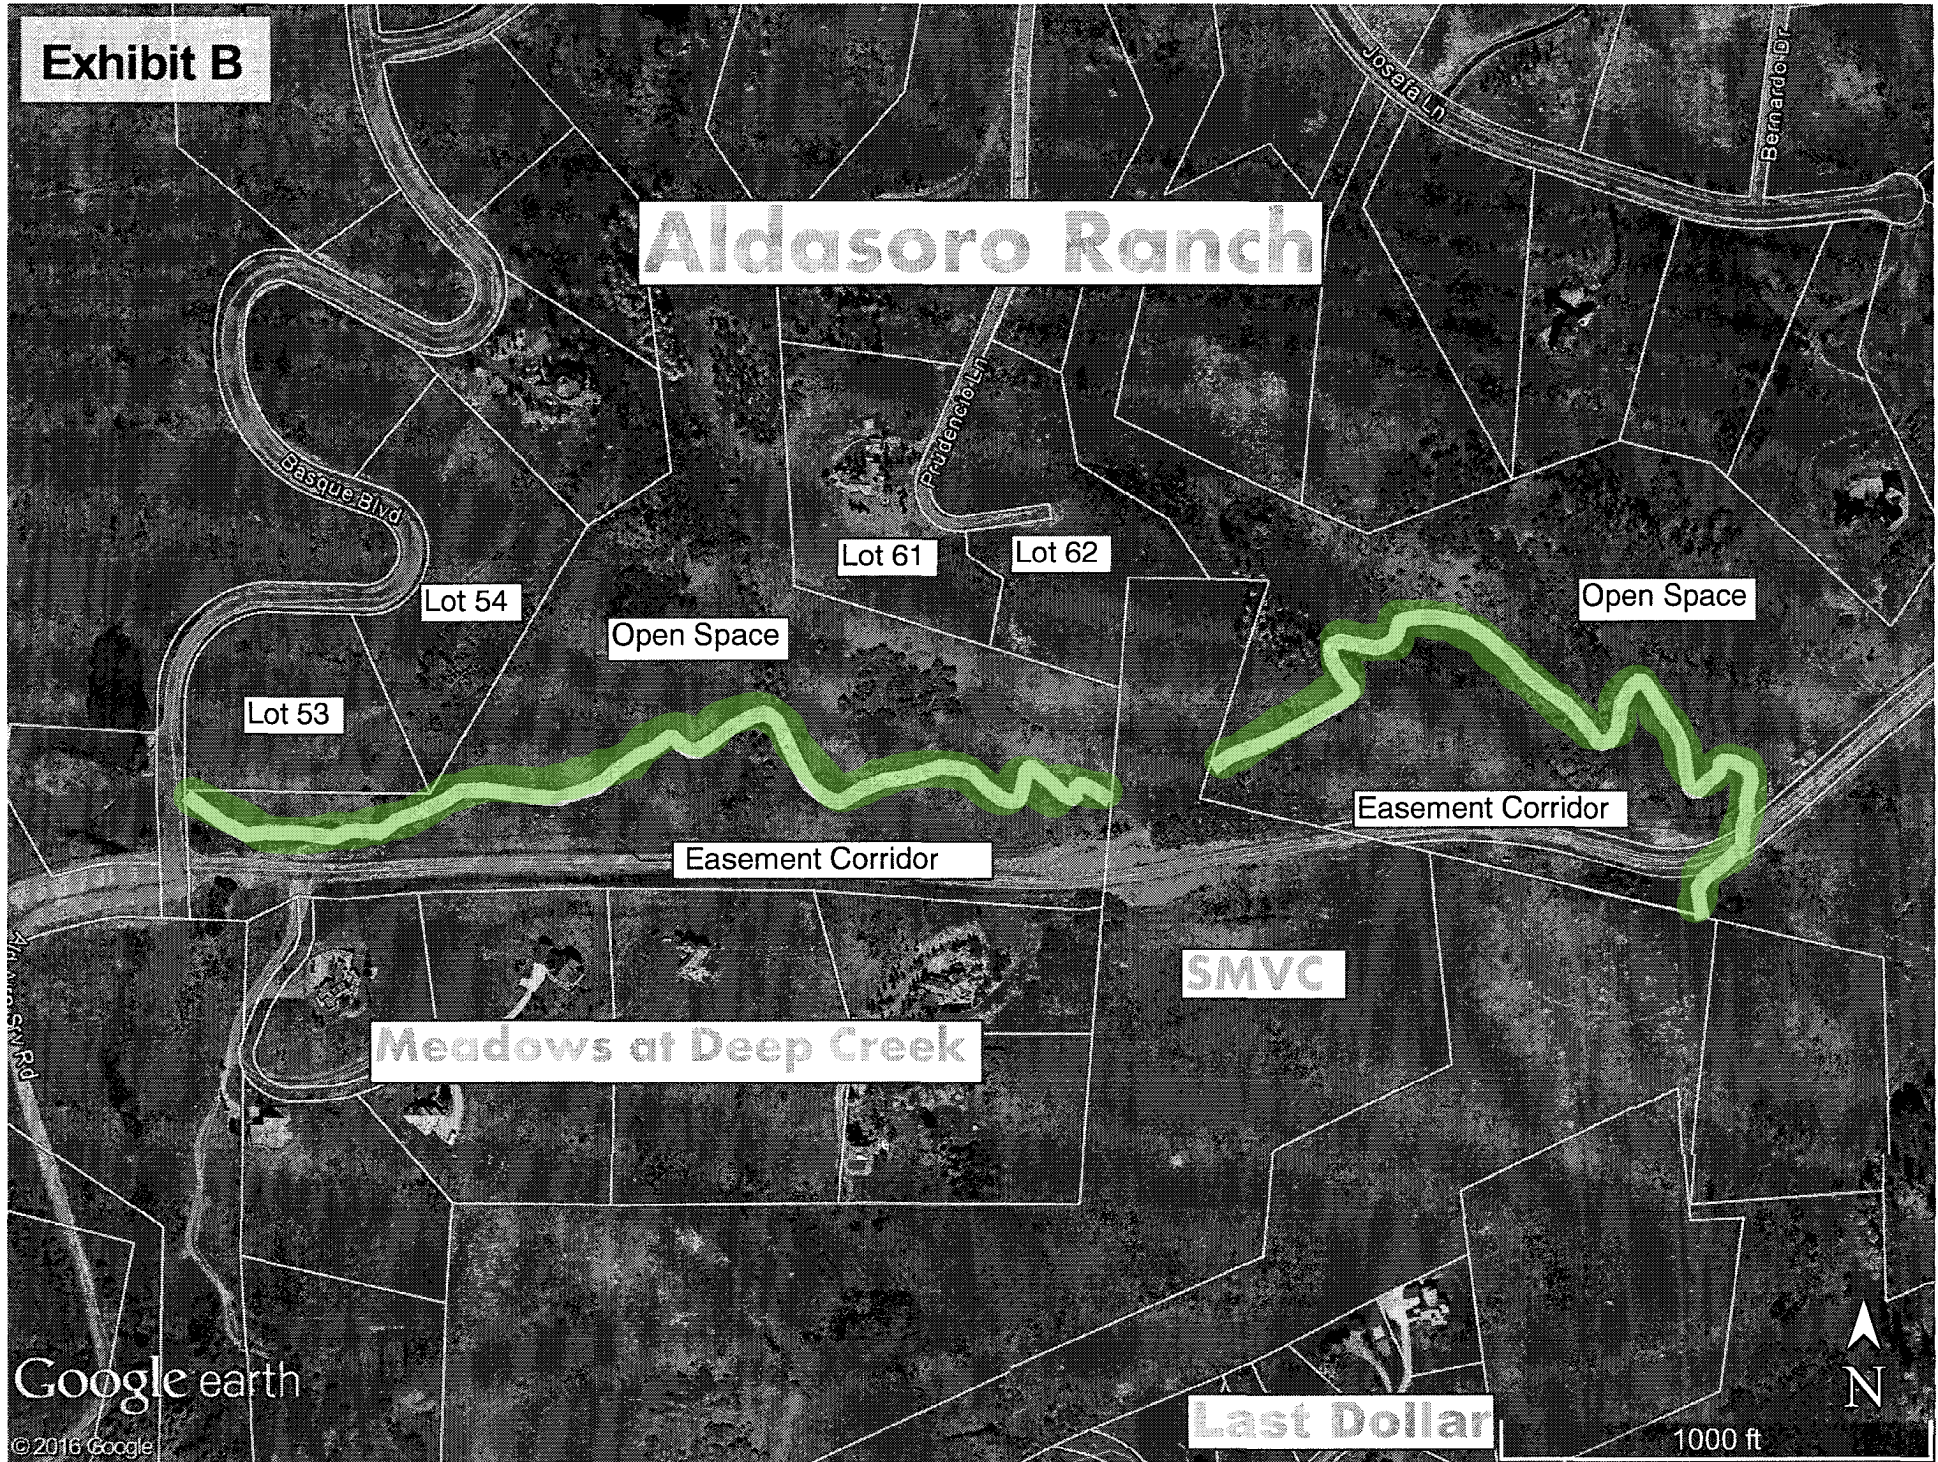 Exhibit B
Josefa Ln
Bernardo Dr
Aldasoro Ranch
Prudencio Ln
Basque Blvd
Lot 61
Lot 62
Lot 54
Open Space
Open Space
Lot 53
Easement Corridor
Easement Corridor
SMVC
Meadows at Deep Creek
Rd
Google earth
N
Last Dollar
1000 ft
© 2016 Google